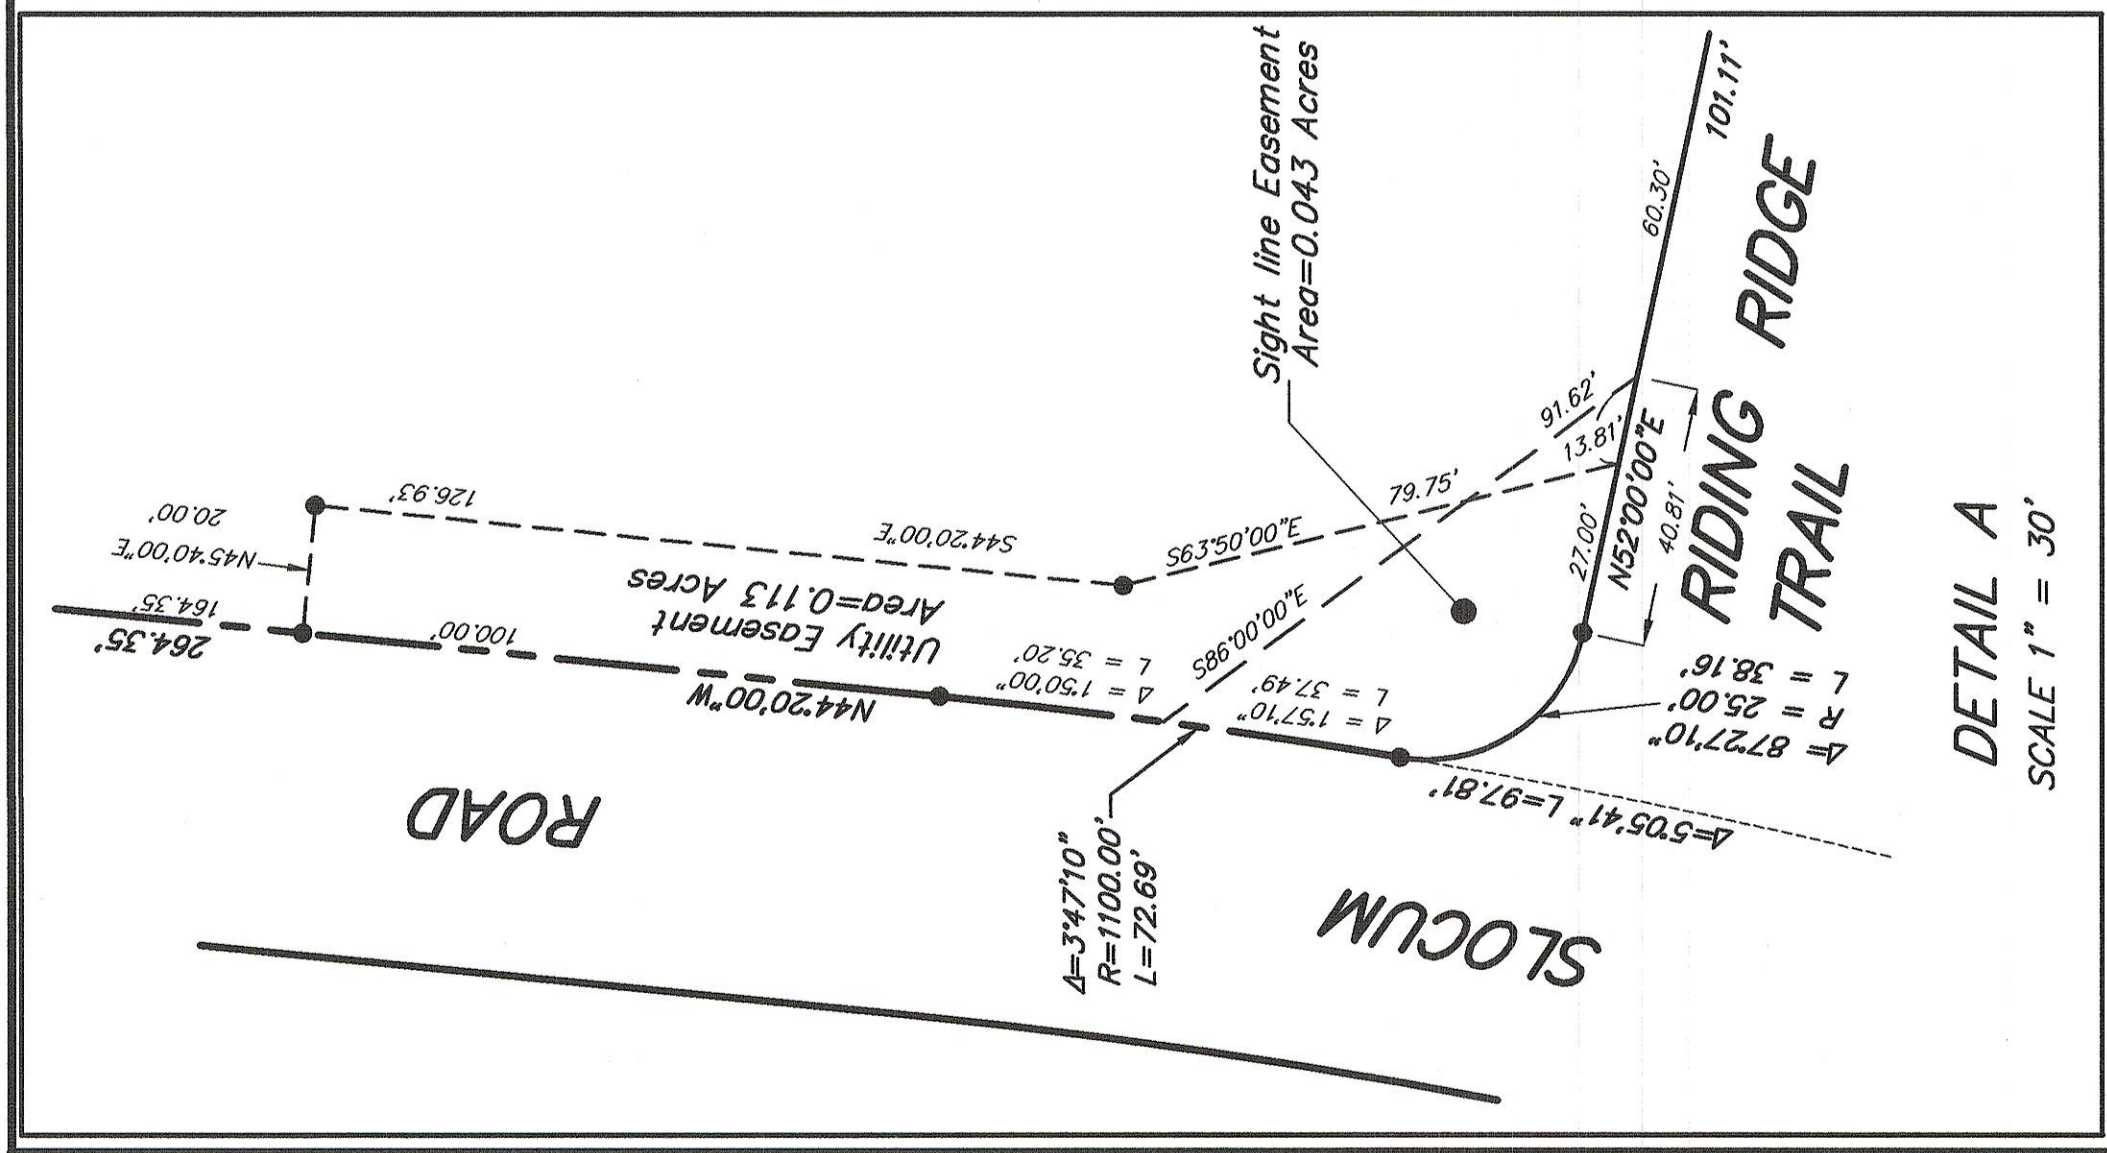 264.35'
164.35'
N45°40'00"E
20.00'
126.93'
100.00'
S44°20'00"E
Utility Easement
Area=0.113 Acres
N44°20'00"W
Δ = 1°50'00"
L = 35.20'
S63°50'00"E
79.75'
S86°00'00"E
91.62'
13.81'
Δ = 1°57'10"
L = 37.49'
Sight line Easement
Area=0.043 Acres
101.11'
60.30'
27.00'
N52°00'00"E
40.81'
RIDING RIDGE
TRAIL
Δ= 87°27'10"
R = 25.00'
L = 38.16'
Δ=5°05'41" L=97.81'
Δ=3°47'10"
R=1100.00'
L=72.69'
SLOCUM
ROAD
DETAIL A
SCALE 1" = 30'